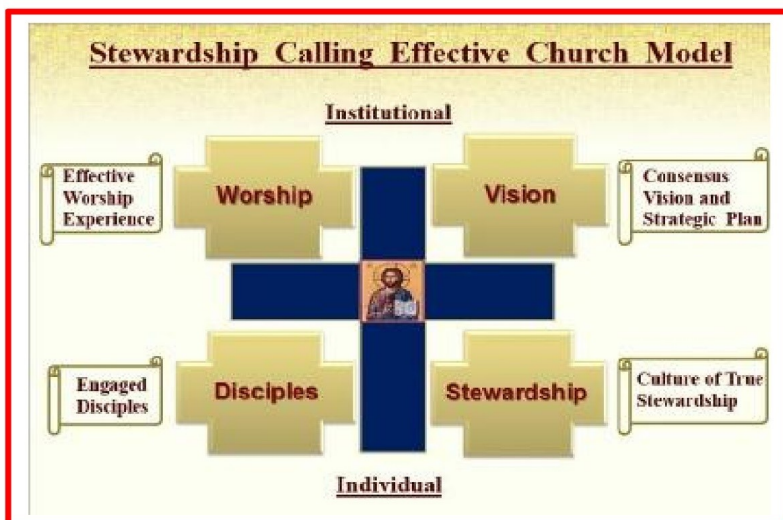 Stewardship Calling Effective Church Model
Institutional
Effective
Worship
Experience
Worship
Vision
Consensus
Vision and
Strategic Plan
Engaged
Disciples
Disciples
Stewardship
Culture of True
Stewardship
Individual